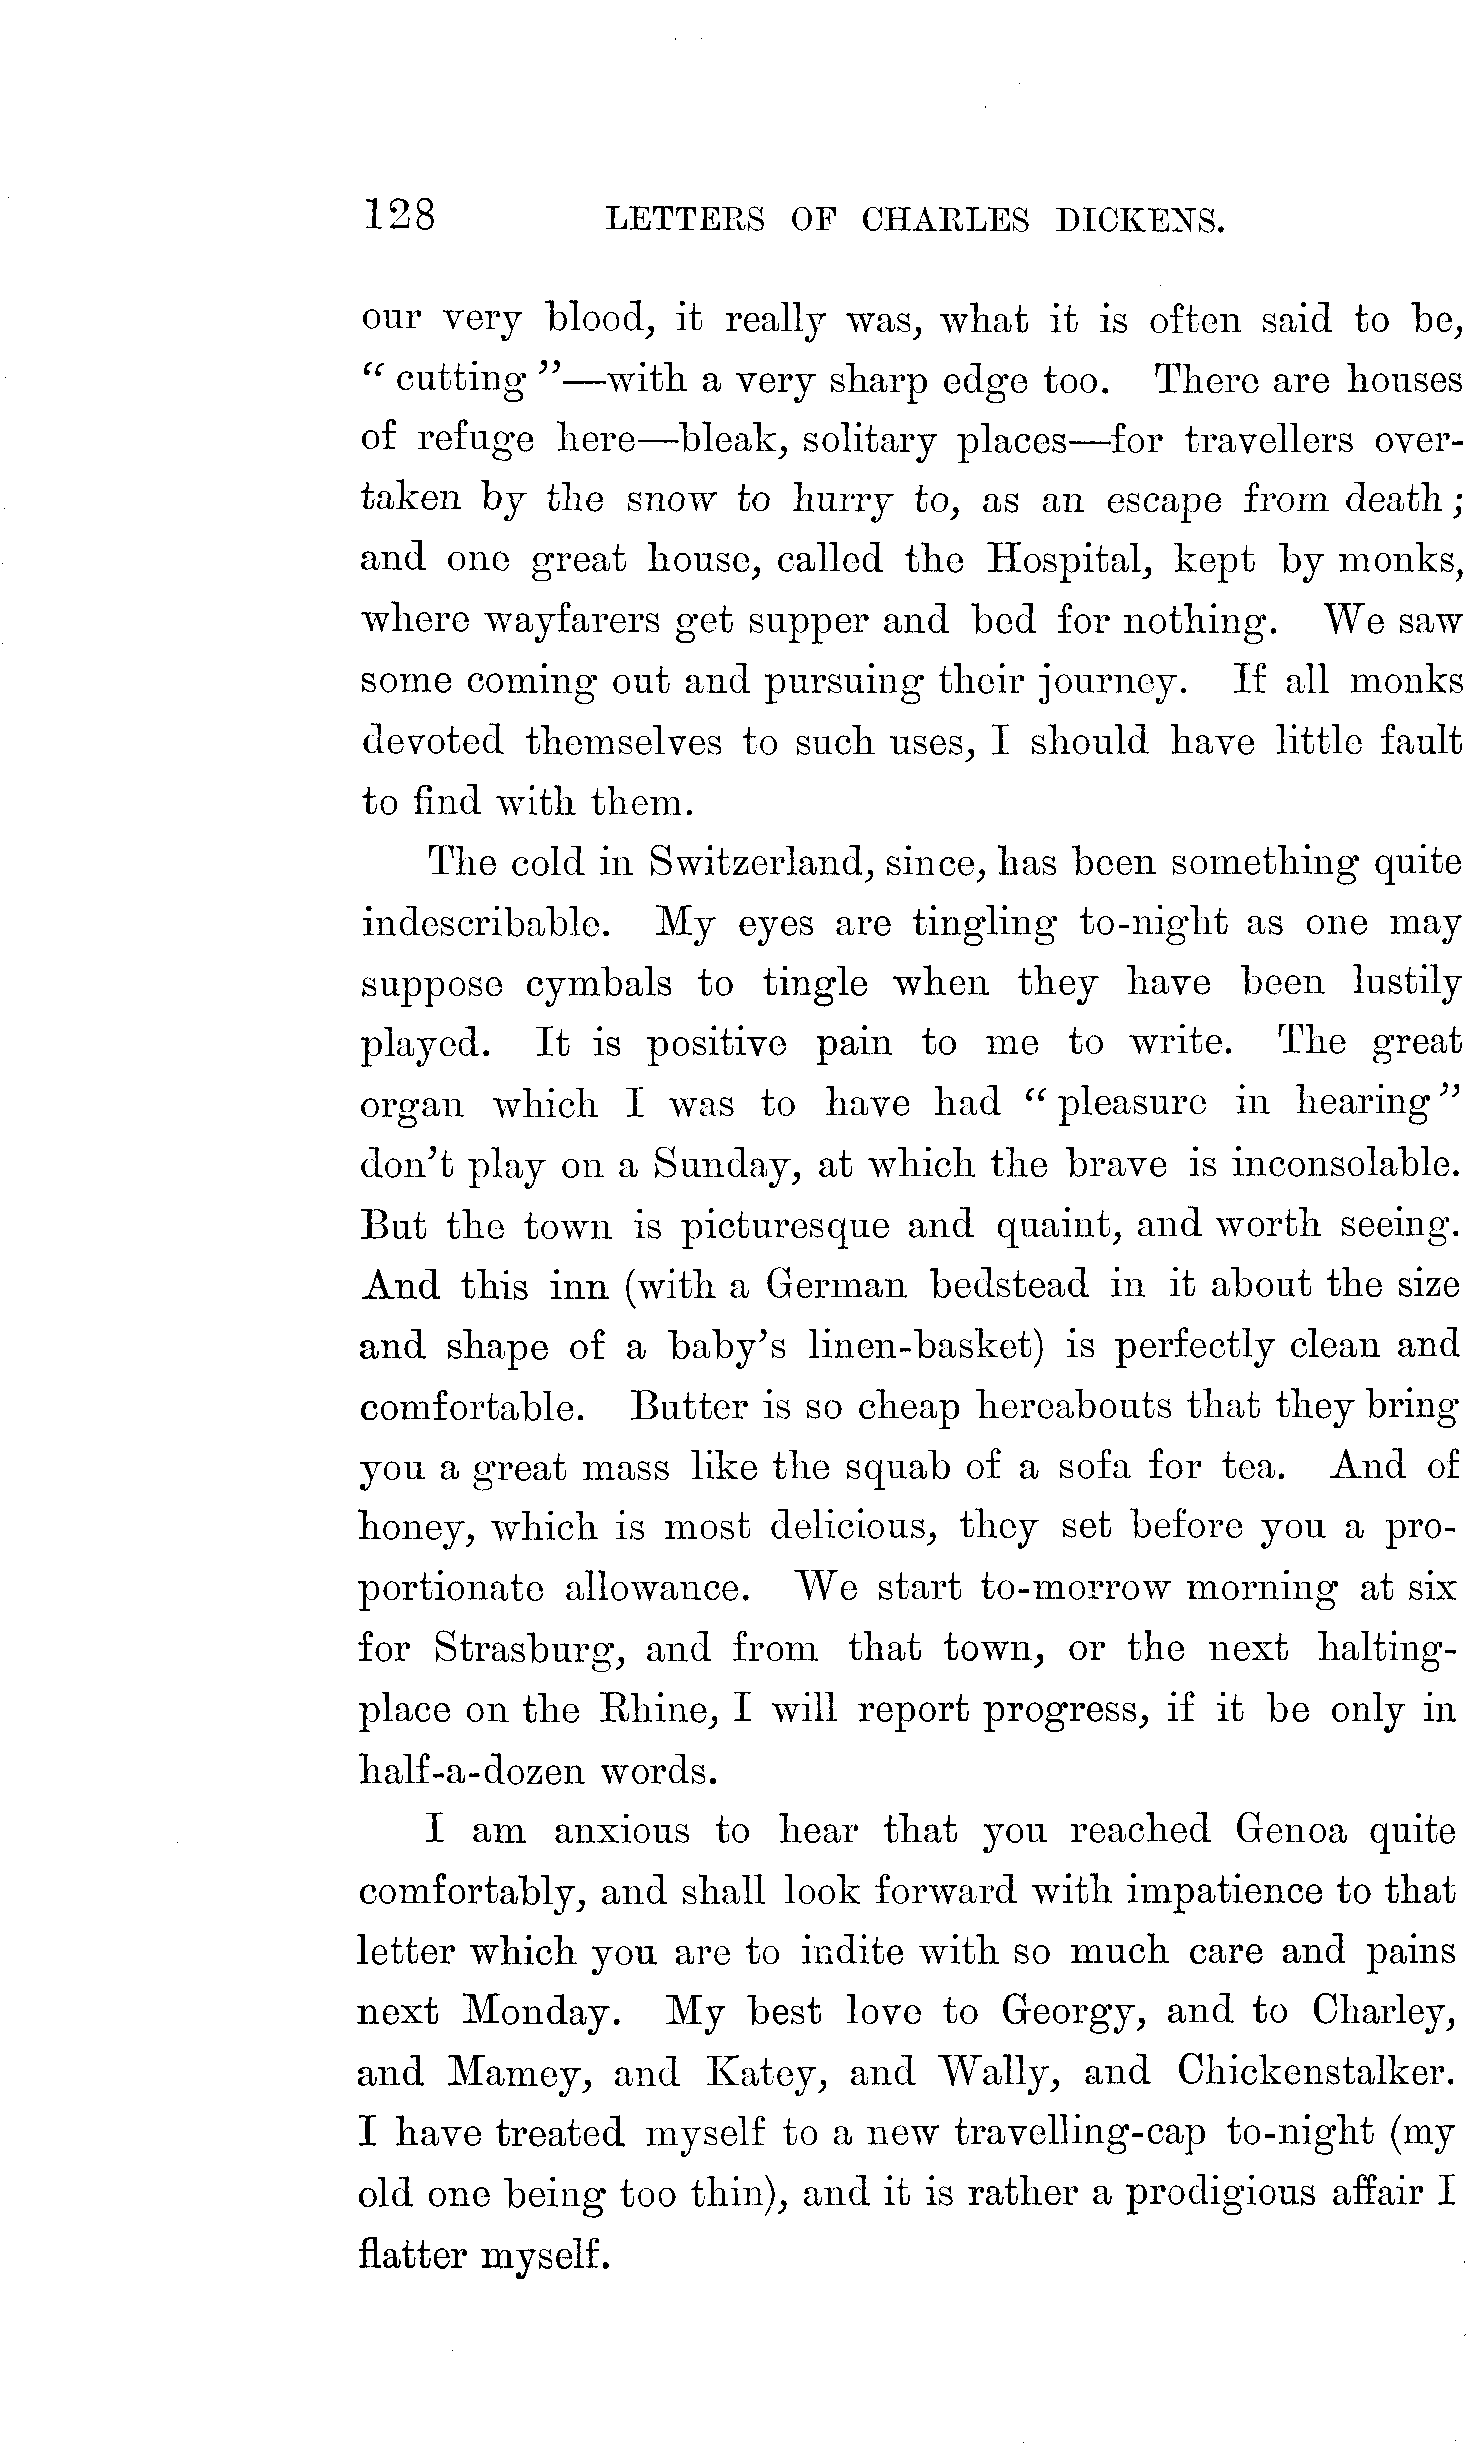 128 LETTERS OF CHARLES DICKENS.
our very blood, it really was, what it is often said to be,
“ cutting ”—with a very sharp edge too. There are houses
of refuge here—bleak, solitary places—for travellers over-
taken by the snow to hurry to, as an escape from death ;
and one great house, called the Hospital, kept by monks,
where wayfarers get supper and bed for nothing. We saw
some coming out and pursuing their journey. If all monks
devoted themselves to such uses, I should have little fault
to find with them.
The cold in Switzerland, since, has been something quite
indescribable. My eyes are tingling to-night as one may
suppose cymbals to tingle when they have been lustily
played. It is positive pain to me to write. The great
organ which I was to have had “ pleasure in hearing”
don’t play on a Sunday, at which the brave is inconsolable.
But the town is picturesque and quaint, and worth seeing.
And this inn (with a German bedstead in it about the size
and shape of a baby’s linen-basket) is perfectly clean and
comfortable. Butter is so cheap hereabouts that they bring
you a great mass like the squab of a sofa for tea. And of
honey, which is most delicious, they set before you a pro-
portionate allowance. We start to-morrow morning at six
for Strasburg, and from that town, or the next halting-
place on the Rhine, I will report progress, if it be only in
half-a-dozen words.
I am anxious to hear that you reached Genoa quite
comfortably, and shall look forward with impatience to that
letter which you are to indite with so much care and pains
next Monday. My best love to Georgy, and to Charley,
and Mamey, and Katey, and Wally, and Chickenstalker.
I have treated myself to a new travelling-cap to-night (my
old one being too thin), and it is rather a prodigious affair I
flatter myself.